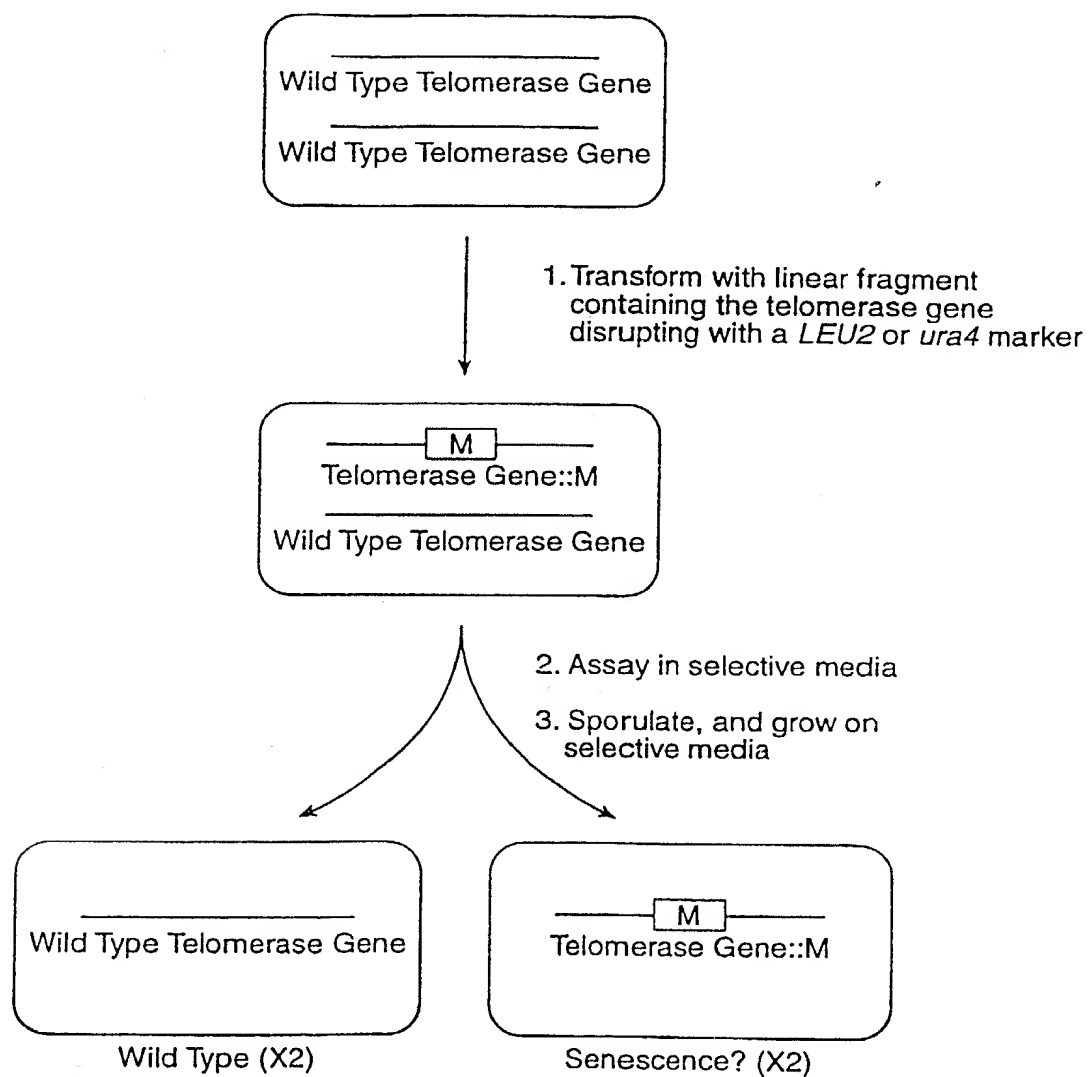 Wild Type Telomerase Gene
Wild Type Telomerase Gene
1. Transform with linear fragment
containing the telomerase gene
disrupting with a LEU2 or ura4 marker
M
Telomerase Gene::M
Wild Type Telomerase Gene
2. Assay in selective media
3. Sporulate, and grow on
selective media
Wild Type Telomerase Gene
M
Telomerase Gene::M
Wild Type (X2)
Senescence? (X2)